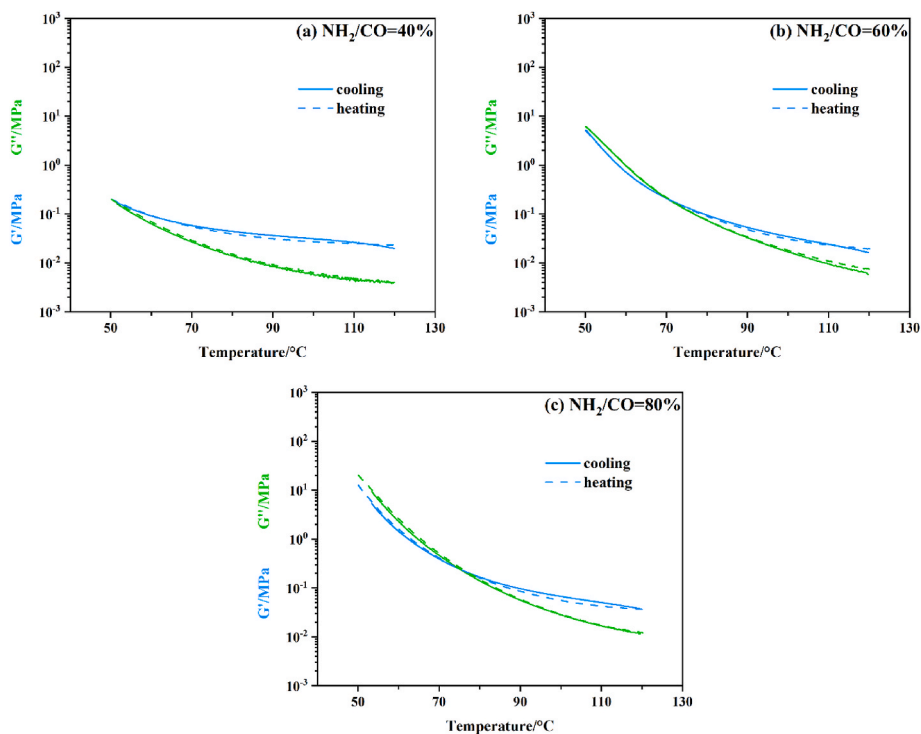 (a) NH₂/CO=40%
10³
10²
10¹
10⁰
10⁻¹
10⁻²
10⁻³
G''/MPa
G'/MPa
cooling
heating
50 70 90 110 130
Temperature/°C
(b) NH₂/CO=60%
10³
10²
10¹
10⁰
10⁻¹
10⁻²
10⁻³
G''/MPa
G'/MPa
cooling
heating
50 70 90 110 130
Temperature/°C
(c) NH₂/CO=80%
10³
10²
10¹
10⁰
10⁻¹
10⁻²
10⁻³
G''/MPa
G'/MPa
cooling
heating
50 70 90 110 130
Temperature/°C